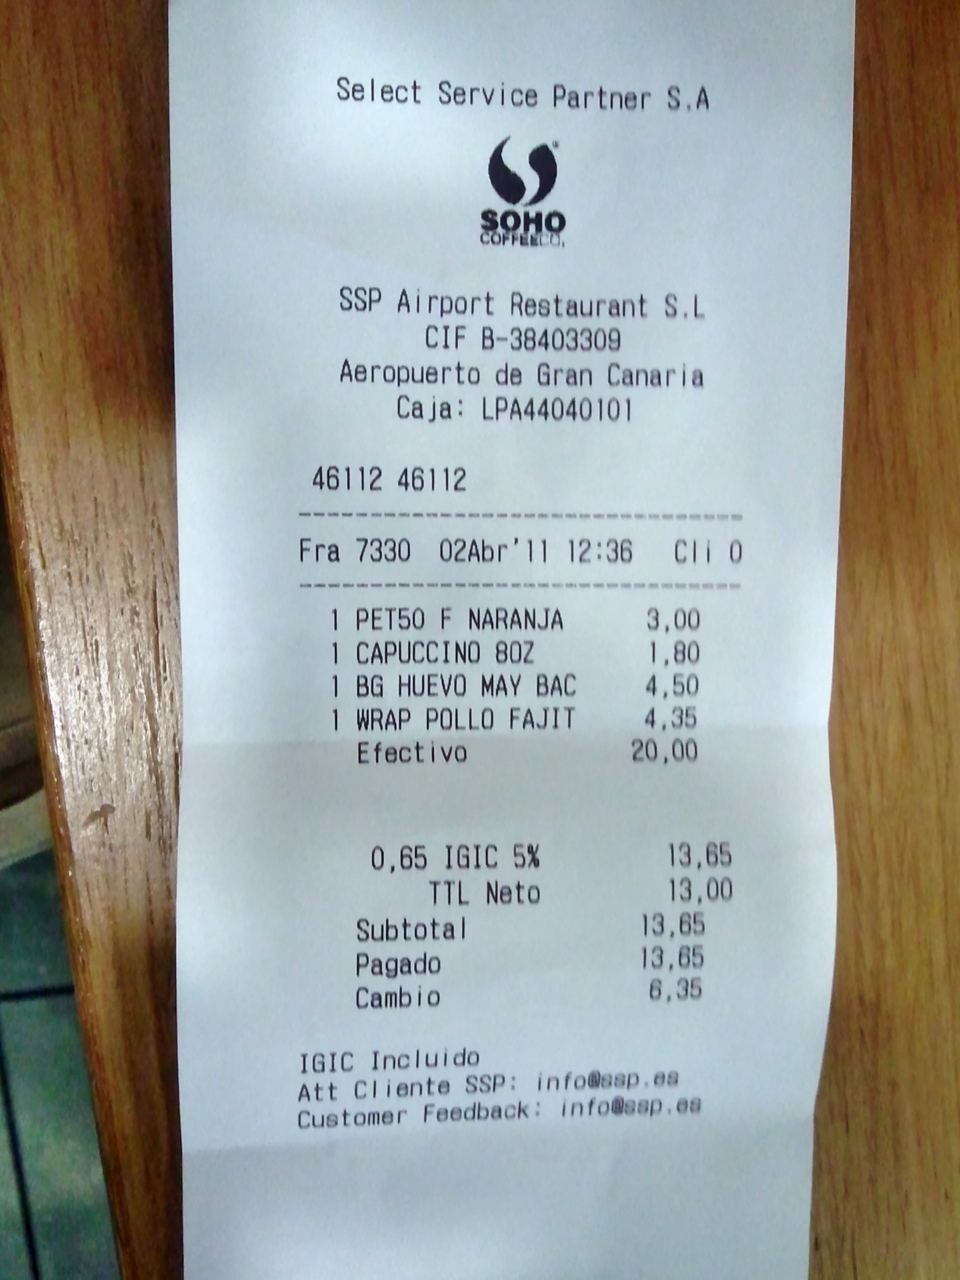 Select Service Partner S.A
SOHO
COFFEECO.
SSP Airport Restaurant S.L
CIF B-38403309
Aeropuerto de Gran Canaria
Caja: LPA44040101
46112 46112
Fra 7330 02Abr'11 12:36 Cli 0
1 PET50 F NARANJA 3,00
1 CAPUCCINO 8OZ 1,80
1 BG HUEVO MAY BAC 4,50
1 WRAP POLLO FAJIT 4,35
Efectivo 20,00
0,65 IGIC 5% 13,65
TTL Neto 13,00
Subtotal 13,65
Pagado 13,65
Cambio 6,35
IGIC Incluido
Att Cliente SSP: info@ssp.es
Customer Feedback: info@ssp.es